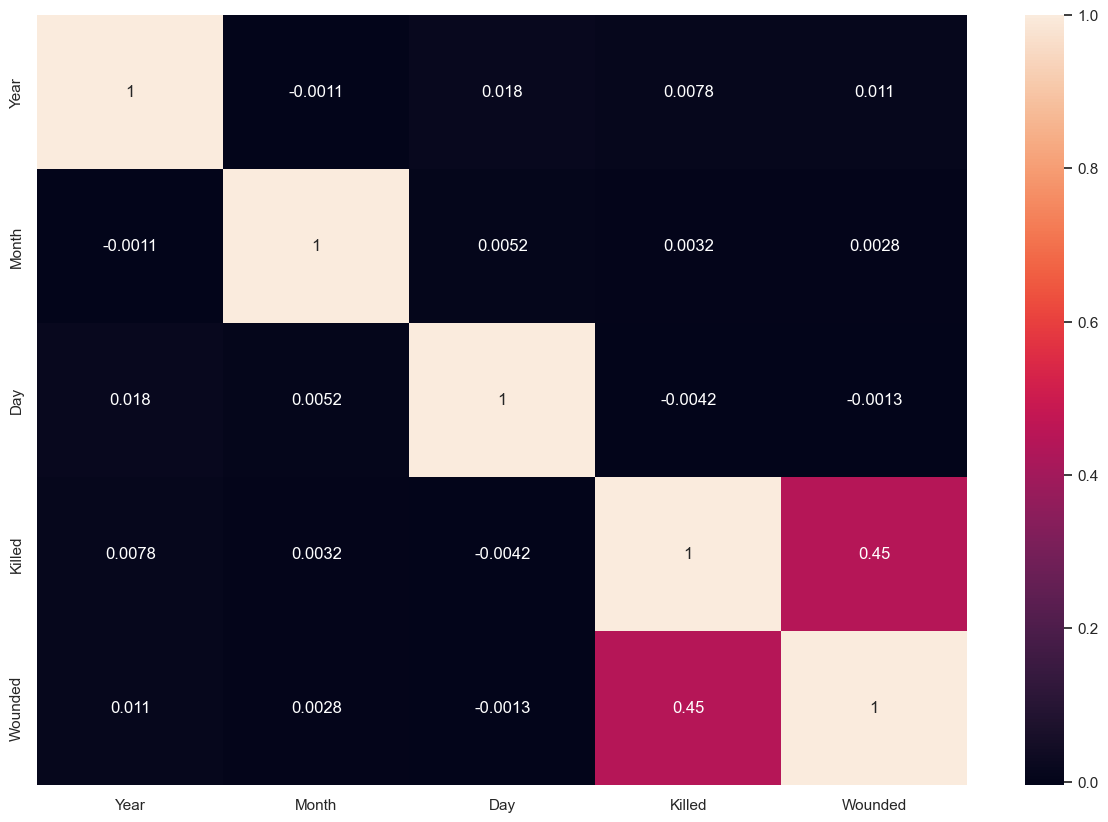 Year 1 -0.0011 0.018 0.0078 0.011
Month -0.0011 1 0.0052 0.0032 0.0028
Day 0.018 0.0052 1 -0.0042 -0.0013
Killed 0.0078 0.0032 -0.0042 1 0.45
Wounded 0.011 0.0028 -0.0013 0.45 1
Year Month Day Killed Wounded
1.0
0.8
0.6
0.4
0.2
0.0